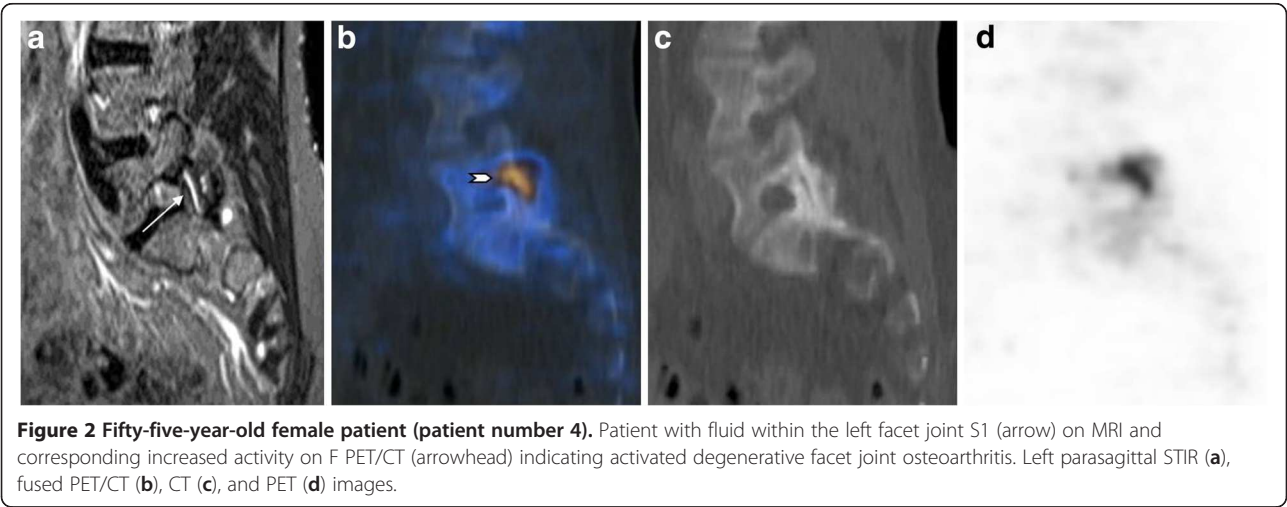 a b c d
Figure 2 Fifty-five-year-old female patient (patient number 4). Patient with fluid within the left facet joint S1 (arrow) on MRI and
corresponding increased activity on F PET/CT (arrowhead) indicating activated degenerative facet joint osteoarthritis. Left parasagittal STIR (a),
fused PET/CT (b), CT (c), and PET (d) images.